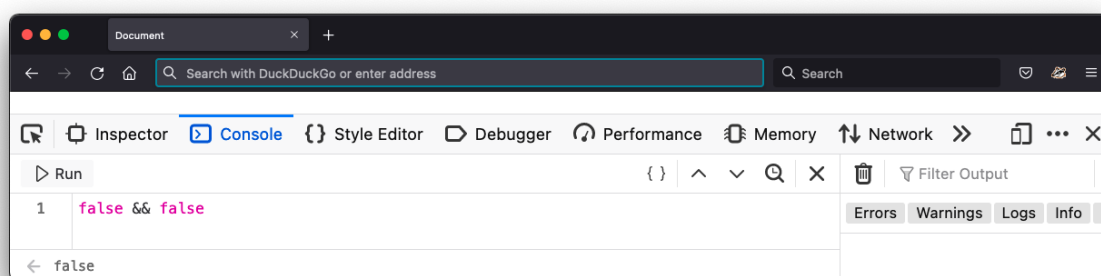 Document
Search with DuckDuckGo or enter address Search
Inspector Console {} Style Editor Debugger Performance Memory Network
Run { } Filter Output
1 false && false
Errors Warnings Logs Info
false